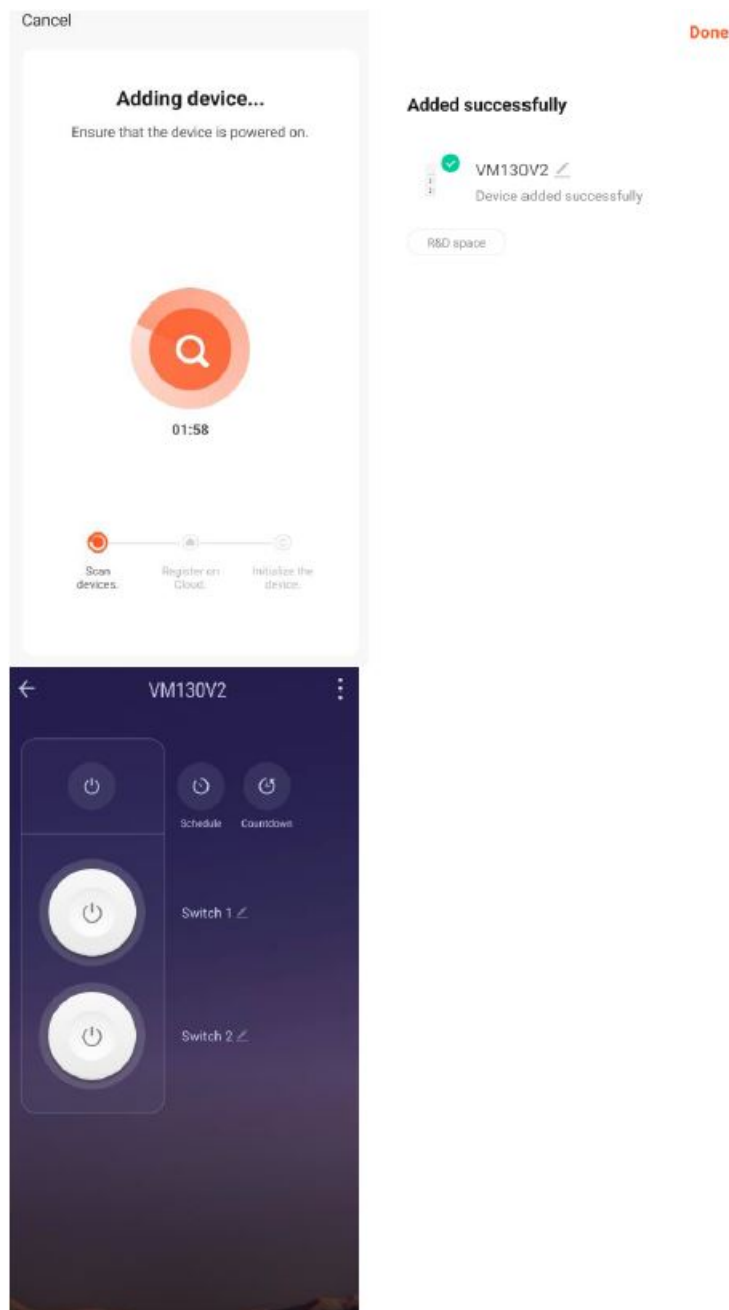 Cancel
Adding device...
Ensure that the device is powered on.
01:58
Scan
devices.
Register on
Cloud.
Initialize the
device.
Done
Added successfully
VM130V2
Device added successfully
R&D space
VM130V2
Schedule
Countdown
Switch 1
Switch 2